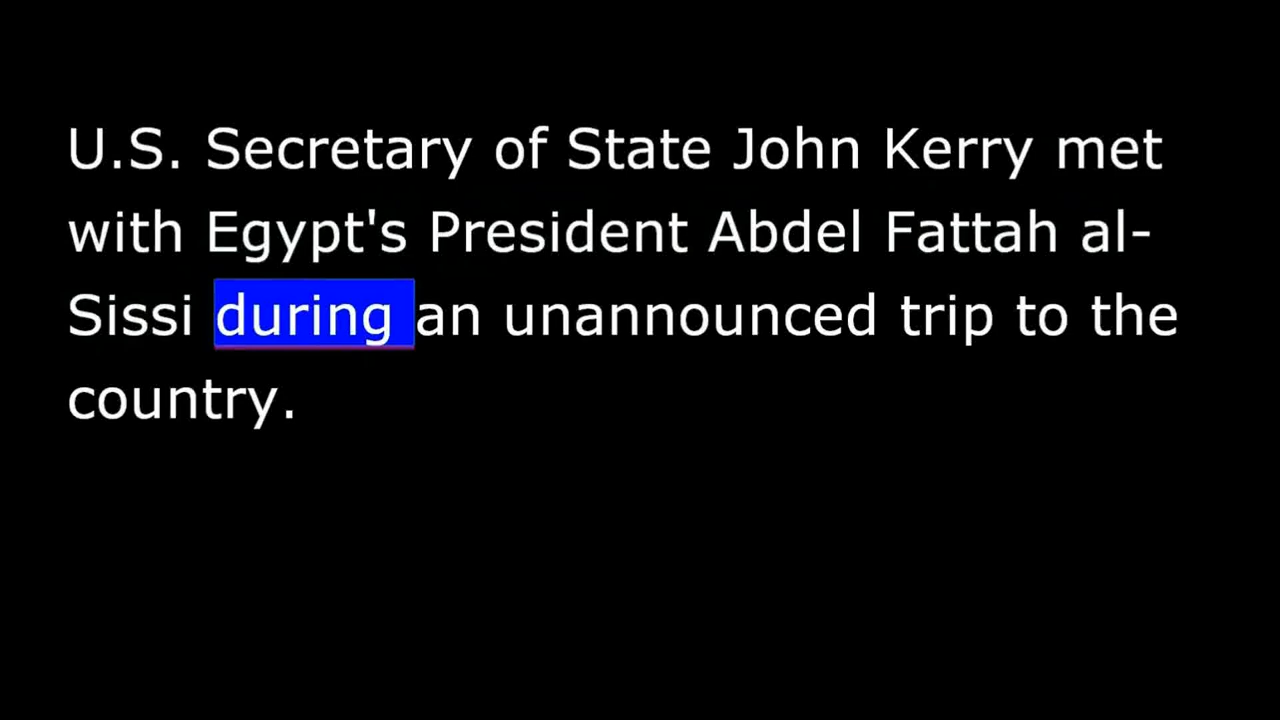 U.S. Secretary of State John Kerry met
with Egypt's President Abdel Fattah al-
Sissi during an unannounced trip to the
country.